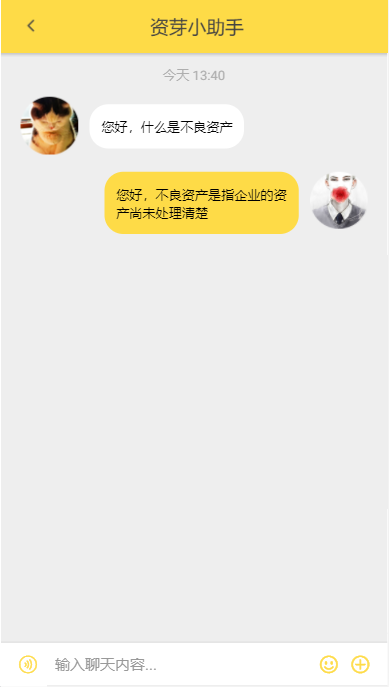 资芽小助手
今天 13:40
您好，什么是不良资产
您好，不良资产是指企业的资
产尚未处理清楚
输入聊天内容...